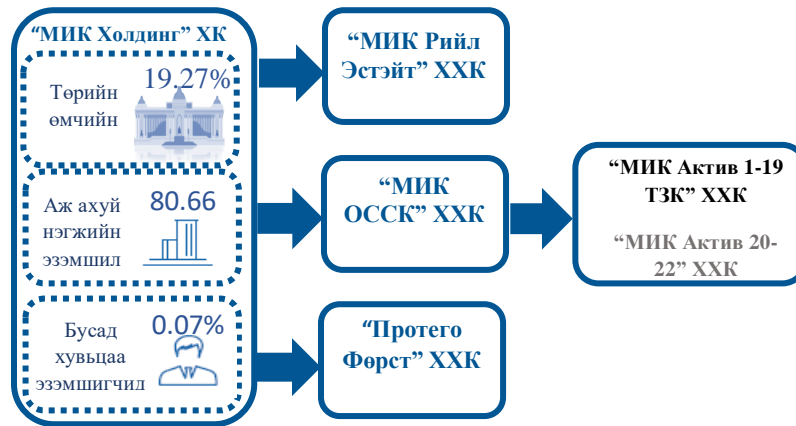 “МИК Холдинг” ХК
Төрийн
өмчийн
19.27%
Аж ахуй
нэгжийн
эзэмшил
80.66
Бусад
хувьцаа
эзэмшигчид
0.07%
“МИК Рийл
Эстэйт” ХХК
“МИК
ОССК” ХХК
“Протего
Фөрст” ХХК
“МИК Актив 1-19
ТЗК” ХХК
“МИК Актив 20-
22” ХХК